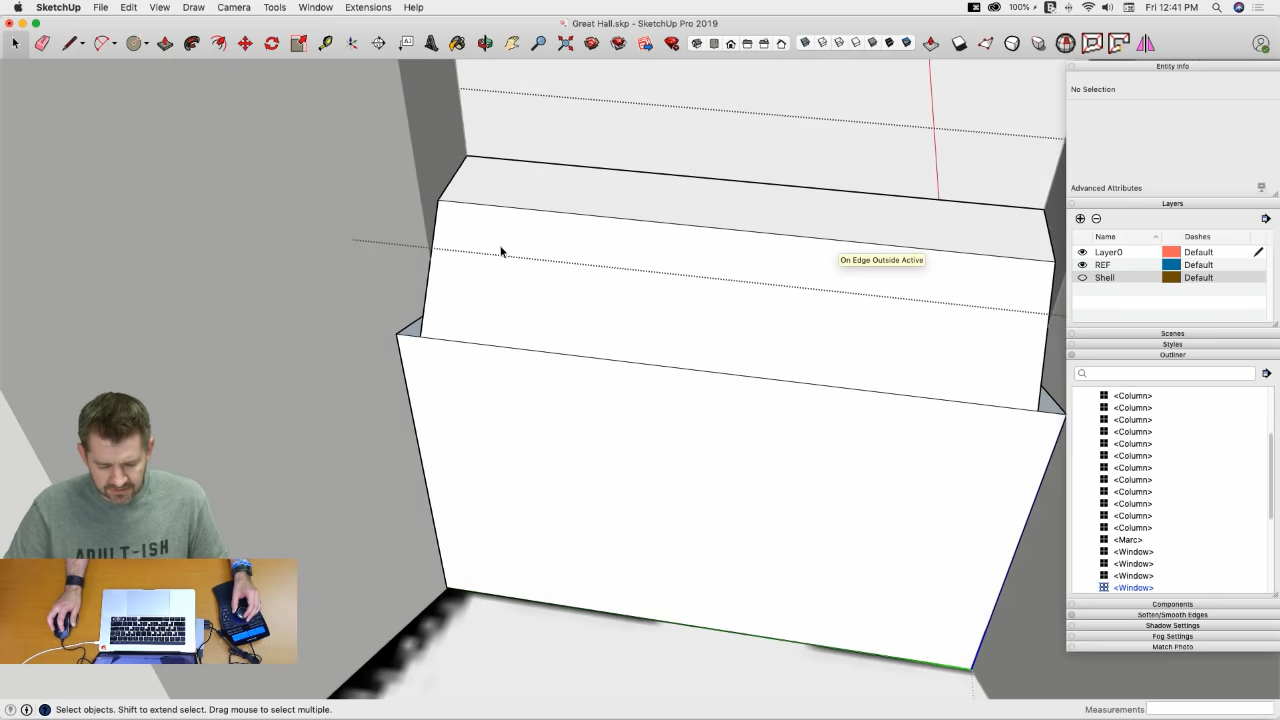 SketchUp File Edit View Draw Camera Tools Window Extensions Help
100% Fri 12:41 PM
Great Hall.skp - SketchUp Pro 2019
Entity Info
No Selection
Advanced Attributes
Layers
Name Dashes
Layer0 Default
REF Default
Shell Default
Scenes
Styles
Outliner
<Column>
<Column>
<Column>
<Column>
<Column>
<Column>
<Column>
<Column>
<Column>
<Column>
<Column>
<Column>
<Marc>
<Window>
<Window>
<Window>
<Window>
Components
Soften/Smooth Edges
Shadow Settings
Fog Settings
Match Photo
On Edge Outside Active
ADULT-ISH
Select objects. Shift to extend select. Drag mouse to select multiple.
Measurements